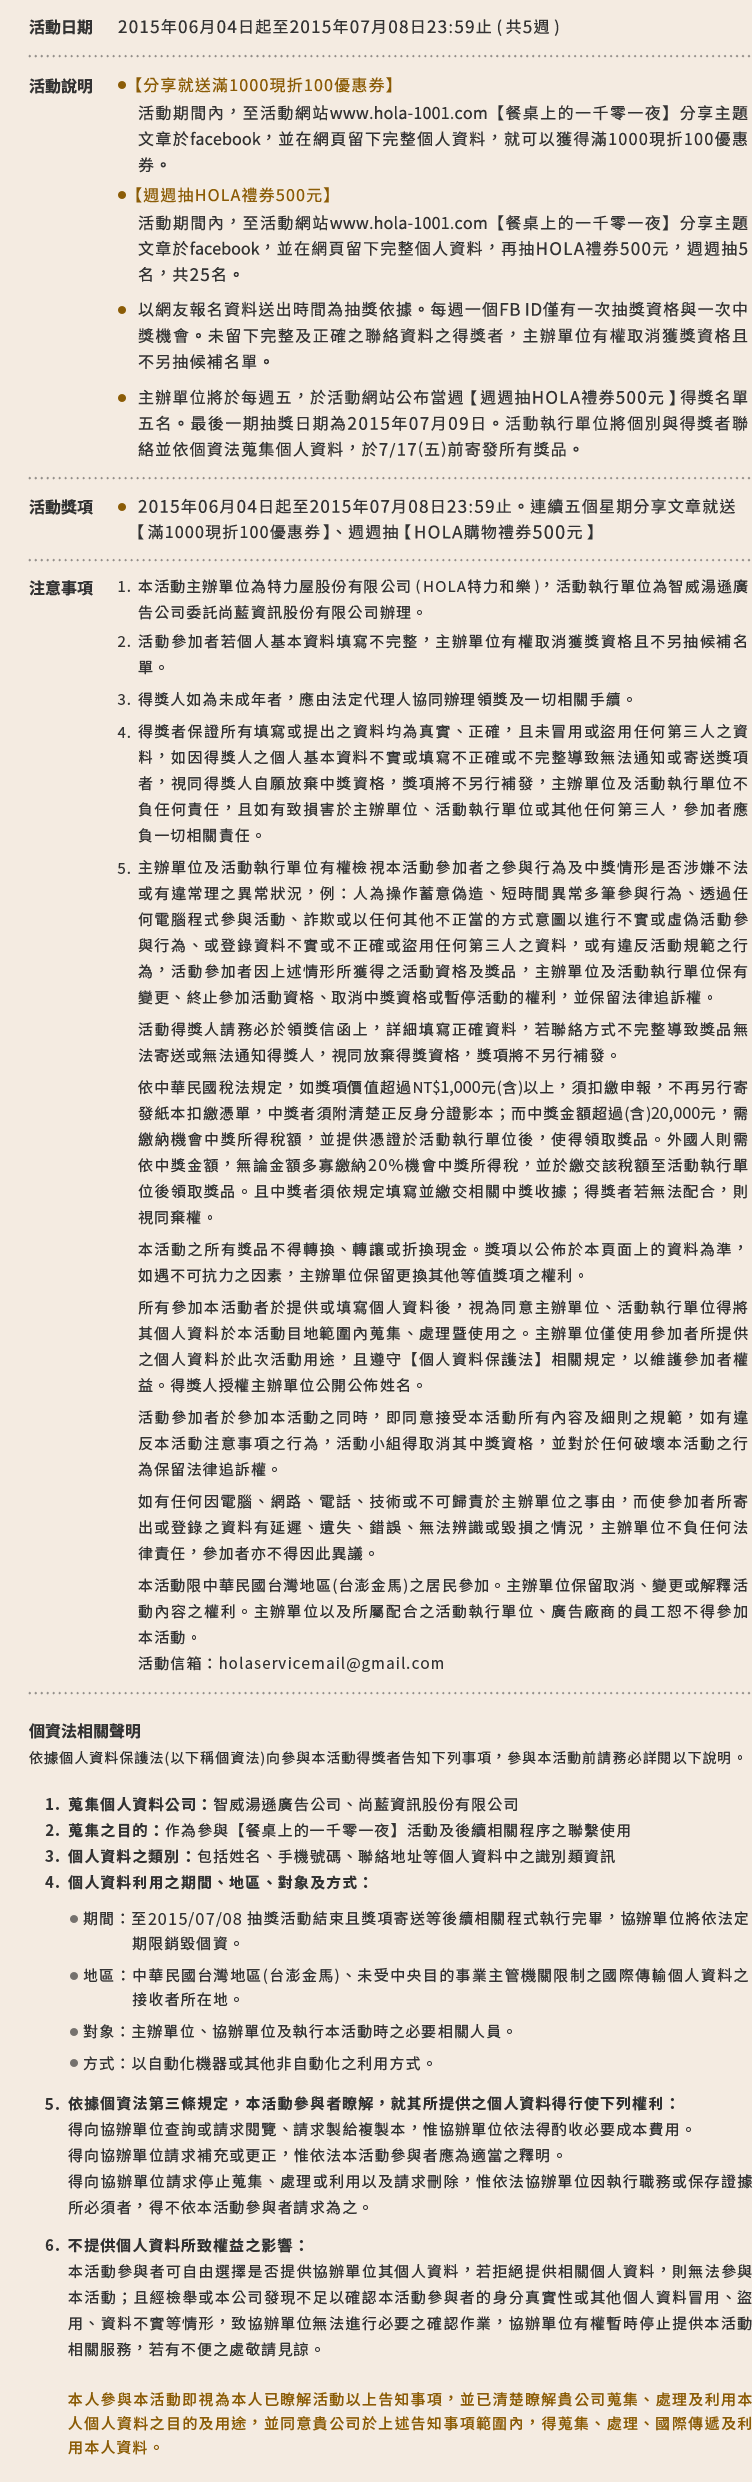 活動日期 2015年06月04日起至2015年07月08日23:59止 ( 共5週 )
活動說明 ●【分享就送滿1000現折100優惠券】
活動期間內，至活動網站www.hola-1001.com【餐桌上的一千零一夜】分享主題
文章於facebook，並在網頁留下完整個人資料，就可以獲得滿1000現折100優惠
券。
●【週週抽HOLA禮券500元】
活動期間內，至活動網站www.hola-1001.com【餐桌上的一千零一夜】分享主題
文章於facebook，並在網頁留下完整個人資料，再抽HOLA禮券500元，週週抽5
名，共25名。
● 以網友報名資料送出時間為抽獎依據。每週一個FB ID僅有一次抽獎資格與一次中
獎機會。未留下完整及正確之聯絡資料之得獎者，主辦單位有權取消獲獎資格且
不另抽候補名單。
● 主辦單位將於每週五，於活動網站公布當週【週週抽HOLA禮券500元】得獎名單
五名。最後一期抽獎日期為2015年07月09日。活動執行單位將個別與得獎者聯
絡並依個資法蒐集個人資料，於7/17(五)前寄發所有獎品。
活動獎項 ● 2015年06月04日起至2015年07月08日23:59止。連續五個星期分享文章就送
【滿1000現折100優惠券】、週週抽【HOLA購物禮券500元】
注意事項 1. 本活動主辦單位為特力屋股份有限公司 ( HOLA特力和樂 )，活動執行單位為智威湯遜廣
告公司委託尚藍資訊股份有限公司辦理。
2. 活動參加者若個人基本資料填寫不完整，主辦單位有權取消獲獎資格且不另抽候補名
單。
3. 得獎人如為未成年者，應由法定代理人協同辦理領獎及一切相關手續。
4. 得獎者保證所有填寫或提出之資料均為真實、正確，且未冒用或盜用任何第三人之資
料，如因得獎人之個人基本資料不實或填寫不正確或不完整導致無法通知或寄送獎項
者，視同得獎人自願放棄中獎資格，獎項將不另行補發，主辦單位及活動執行單位不
負任何責任，且如有致損害於主辦單位、活動執行單位或其他任何第三人，參加者應
負一切相關責任。
5. 主辦單位及活動執行單位有權檢視本活動參加者之參與行為及中獎情形是否涉嫌不法
或有違常理之異常狀況，例：人為操作蓄意偽造、短時間異常多筆參與行為、透過任
何電腦程式參與活動、詐欺或以任何其他不正當的方式意圖以進行不實或虛偽活動參
與行為、或登錄資料不實或不正確或盜用任何第三人之資料，或有違反活動規範之行
為，活動參加者因上述情形所獲得之活動資格及獎品，主辦單位及活動執行單位保有
變更、終止參加活動資格、取消中獎資格或暫停活動的權利，並保留法律追訴權。
活動得獎人請務必於領獎信函上，詳細填寫正確資料，若聯絡方式不完整導致獎品無
法寄送或無法通知得獎人，視同放棄得獎資格，獎項將不另行補發。
依中華民國稅法規定，如獎項價值超過NT$1,000元(含)以上，須扣繳申報，不再另行寄
發紙本扣繳憑單，中獎者須附清楚正反身分證影本；而中獎金額超過(含)20,000元，需
繳納機會中獎所得稅額，並提供憑證於活動執行單位後，使得領取獎品。外國人則需
依中獎金額，無論金額多寡繳納20%機會中獎所得稅，並於繳交該稅額至活動執行單
位後領取獎品。且中獎者須依規定填寫並繳交相關中獎收據；得獎者若無法配合，則
視同棄權。
本活動之所有獎品不得轉換、轉讓或折換現金。獎項以公佈於本頁面上的資料為準，
如遇不可抗力之因素，主辦單位保留更換其他等值獎項之權利。
所有參加本活動者於提供或填寫個人資料後，視為同意主辦單位、活動執行單位得將
其個人資料於本活動目地範圍內蒐集、處理暨使用之。主辦單位僅使用參加者所提供
之個人資料於此次活動用途，且遵守【個人資料保護法】相關規定，以維護參加者權
益。得獎人授權主辦單位公開公佈姓名。
活動參加者於參加本活動之同時，即同意接受本活動所有內容及細則之規範，如有違
反本活動注意事項之行為，活動小組得取消其中獎資格，並對於任何破壞本活動之行
為保留法律追訴權。
如有任何因電腦、網路、電話、技術或不可歸責於主辦單位之事由，而使參加者所寄
出或登錄之資料有延遲、遺失、錯誤、無法辨識或毀損之情況，主辦單位不負任何法
律責任，參加者亦不得因此異議。
本活動限中華民國台灣地區(台澎金馬)之居民參加。主辦單位保留取消、變更或解釋活
動內容之權利。主辦單位以及所屬配合之活動執行單位、廣告廠商的員工恕不得參加
本活動。
活動信箱：holaservicemail@gmail.com
個資法相關聲明
依據個人資料保護法(以下稱個資法)向參與本活動得獎者告知下列事項，參與本活動前請務必詳閱以下說明。
1. 蒐集個人資料公司：智威湯遜廣告公司、尚藍資訊股份有限公司
2. 蒐集之目的：作為參與【餐桌上的一千零一夜】活動及後續相關程序之聯繫使用
3. 個人資料之類別：包括姓名、手機號碼、聯絡地址等個人資料中之識別類資訊
4. 個人資料利用之期間、地區、對象及方式：
● 期間：至2015/07/08 抽獎活動結束且獎項寄送等後續相關程式執行完畢，協辦單位將依法定
期限銷毀個資。
● 地區：中華民國台灣地區(台澎金馬)、未受中央目的事業主管機關限制之國際傳輸個人資料之
接收者所在地。
● 對象：主辦單位、協辦單位及執行本活動時之必要相關人員。
● 方式：以自動化機器或其他非自動化之利用方式。
5. 依據個資法第三條規定，本活動參與者瞭解，就其所提供之個人資料得行使下列權利：
得向協辦單位查詢或請求閱覽、請求製給複製本，惟協辦單位依法得酌收必要成本費用。
得向協辦單位請求補充或更正，惟依法本活動參與者應為適當之釋明。
得向協辦單位請求停止蒐集、處理或利用以及請求刪除，惟依法協辦單位因執行職務或保存證據
所必須者，得不依本活動參與者請求為之。
6. 不提供個人資料所致權益之影響：
本活動參與者可自由選擇是否提供協辦單位其個人資料，若拒絕提供相關個人資料，則無法參與
本活動；且經檢舉或本公司發現不足以確認本活動參與者的身分真實性或其他個人資料冒用、盜
用、資料不實等情形，致協辦單位無法進行必要之確認作業，協辦單位有權暫時停止提供本活動
相關服務，若有不便之處敬請見諒。
本人參與本活動即視為本人已瞭解活動以上告知事項，並已清楚瞭解貴公司蒐集、處理及利用本
人個人資料之目的及用途，並同意貴公司於上述告知事項範圍內，得蒐集、處理、國際傳遞及利
用本人資料。